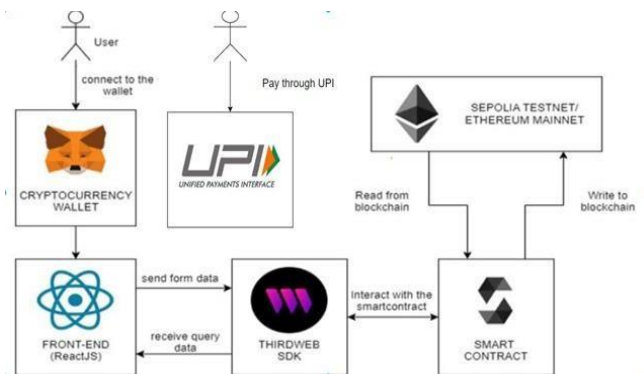 User
connect to the
wallet
Pay through UPI
CRYPTOCURRENCY
WALLET
UPI
UNIFIED PAYMENTS INTERFACE
SEPOLIA TESTNET/
ETHEREUM MAINNET
Read from
blockchain
Write to
blockchain
send form data
receive query
data
Interact with the
smartcontract
FRONT-END
(ReactJS)
THIRDWEB
SDK
SMART
CONTRACT